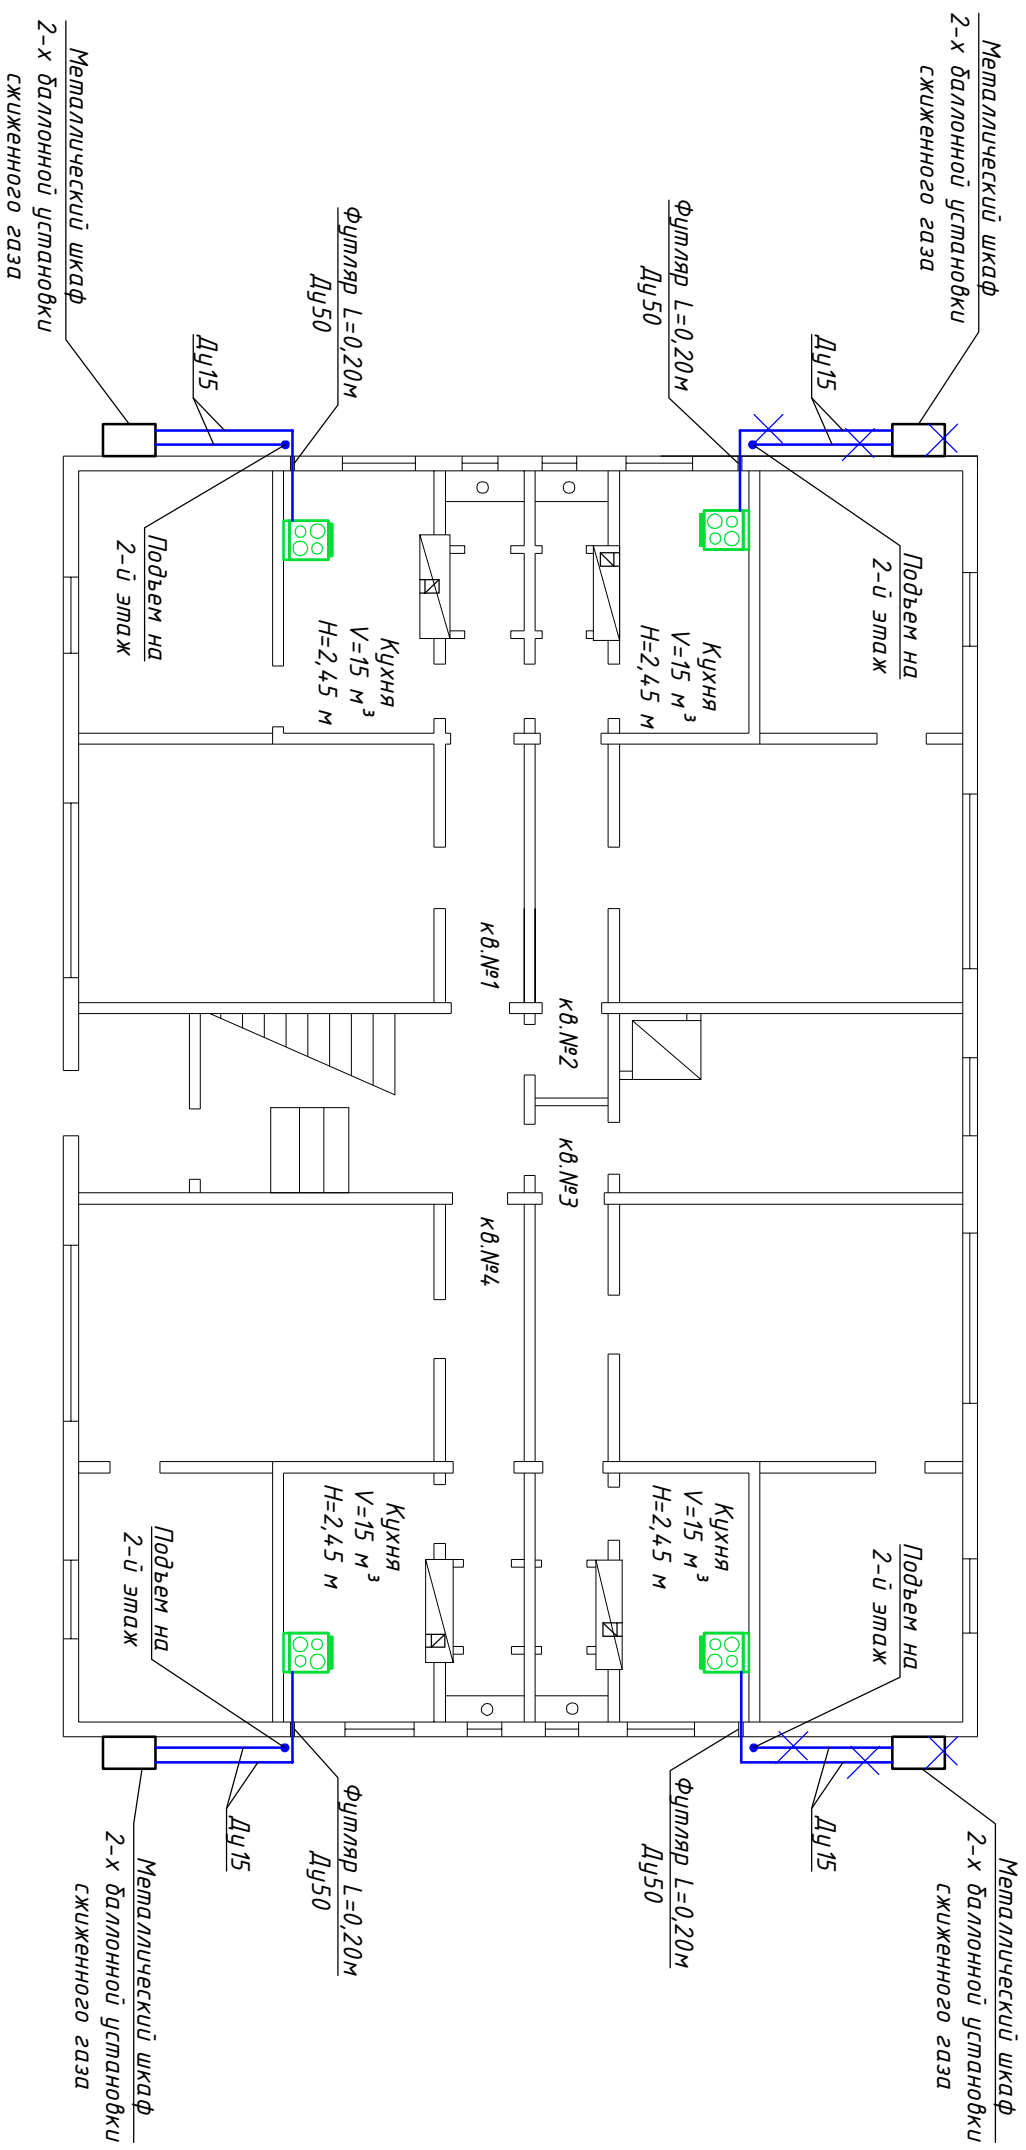 Металлический шкаф
2-х баллонной установки
сжиженного газа
Футляр L=0,20м
Ду50
Ду15
Подъем на
2-й этаж
Кухня
V=15 м³
H=2,45 м
кв.№1
кв.№4
Кухня
V=15 м³
H=2,45 м
Подъем на
2-й этаж
Ду15
Футляр L=0,20м
Ду50
Металлический шкаф
2-х баллонной установки
сжиженного газа
Металлический шкаф
2-х баллонной установки
сжиженного газа
Футляр L=0,20м
Ду50
Ду15
Подъем на
2-й этаж
Кухня
V=15 м³
H=2,45 м
кв.№2
кв.№3
Кухня
V=15 м³
H=2,45 м
Подъем на
2-й этаж
Ду15
Футляр L=0,20м
Ду50
Металлический шкаф
2-х баллонной установки
сжиженного газа